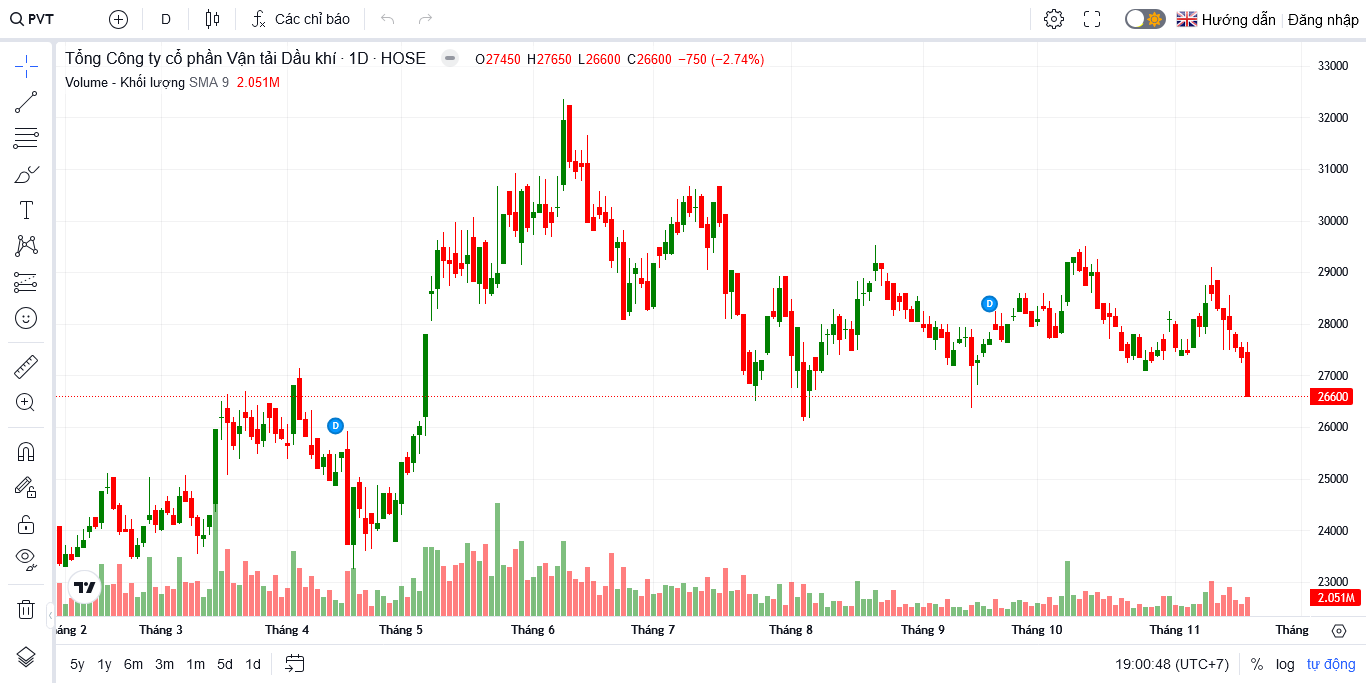 PVT D Các chỉ báo Hướng dẫn Đăng nhập
Tổng Công ty cổ phần Vận tải Dầu khí · 1D · HOSE O27450 H27650 L26600 C26600 −750 (−2.74%)
Volume - Khối lượng SMA 9 2.051M
33000
32000
31000
30000
29000
28000
27000
26600
26000
25000
24000
23000
2.051M
D
D
áng 2 Tháng 3 Tháng 4 Tháng 5 Tháng 6 Tháng 7 Tháng 8 Tháng 9 Tháng 10 Tháng 11 Tháng
5y 1y 6m 3m 1m 5d 1d 19:00:48 (UTC+7) % log tự động